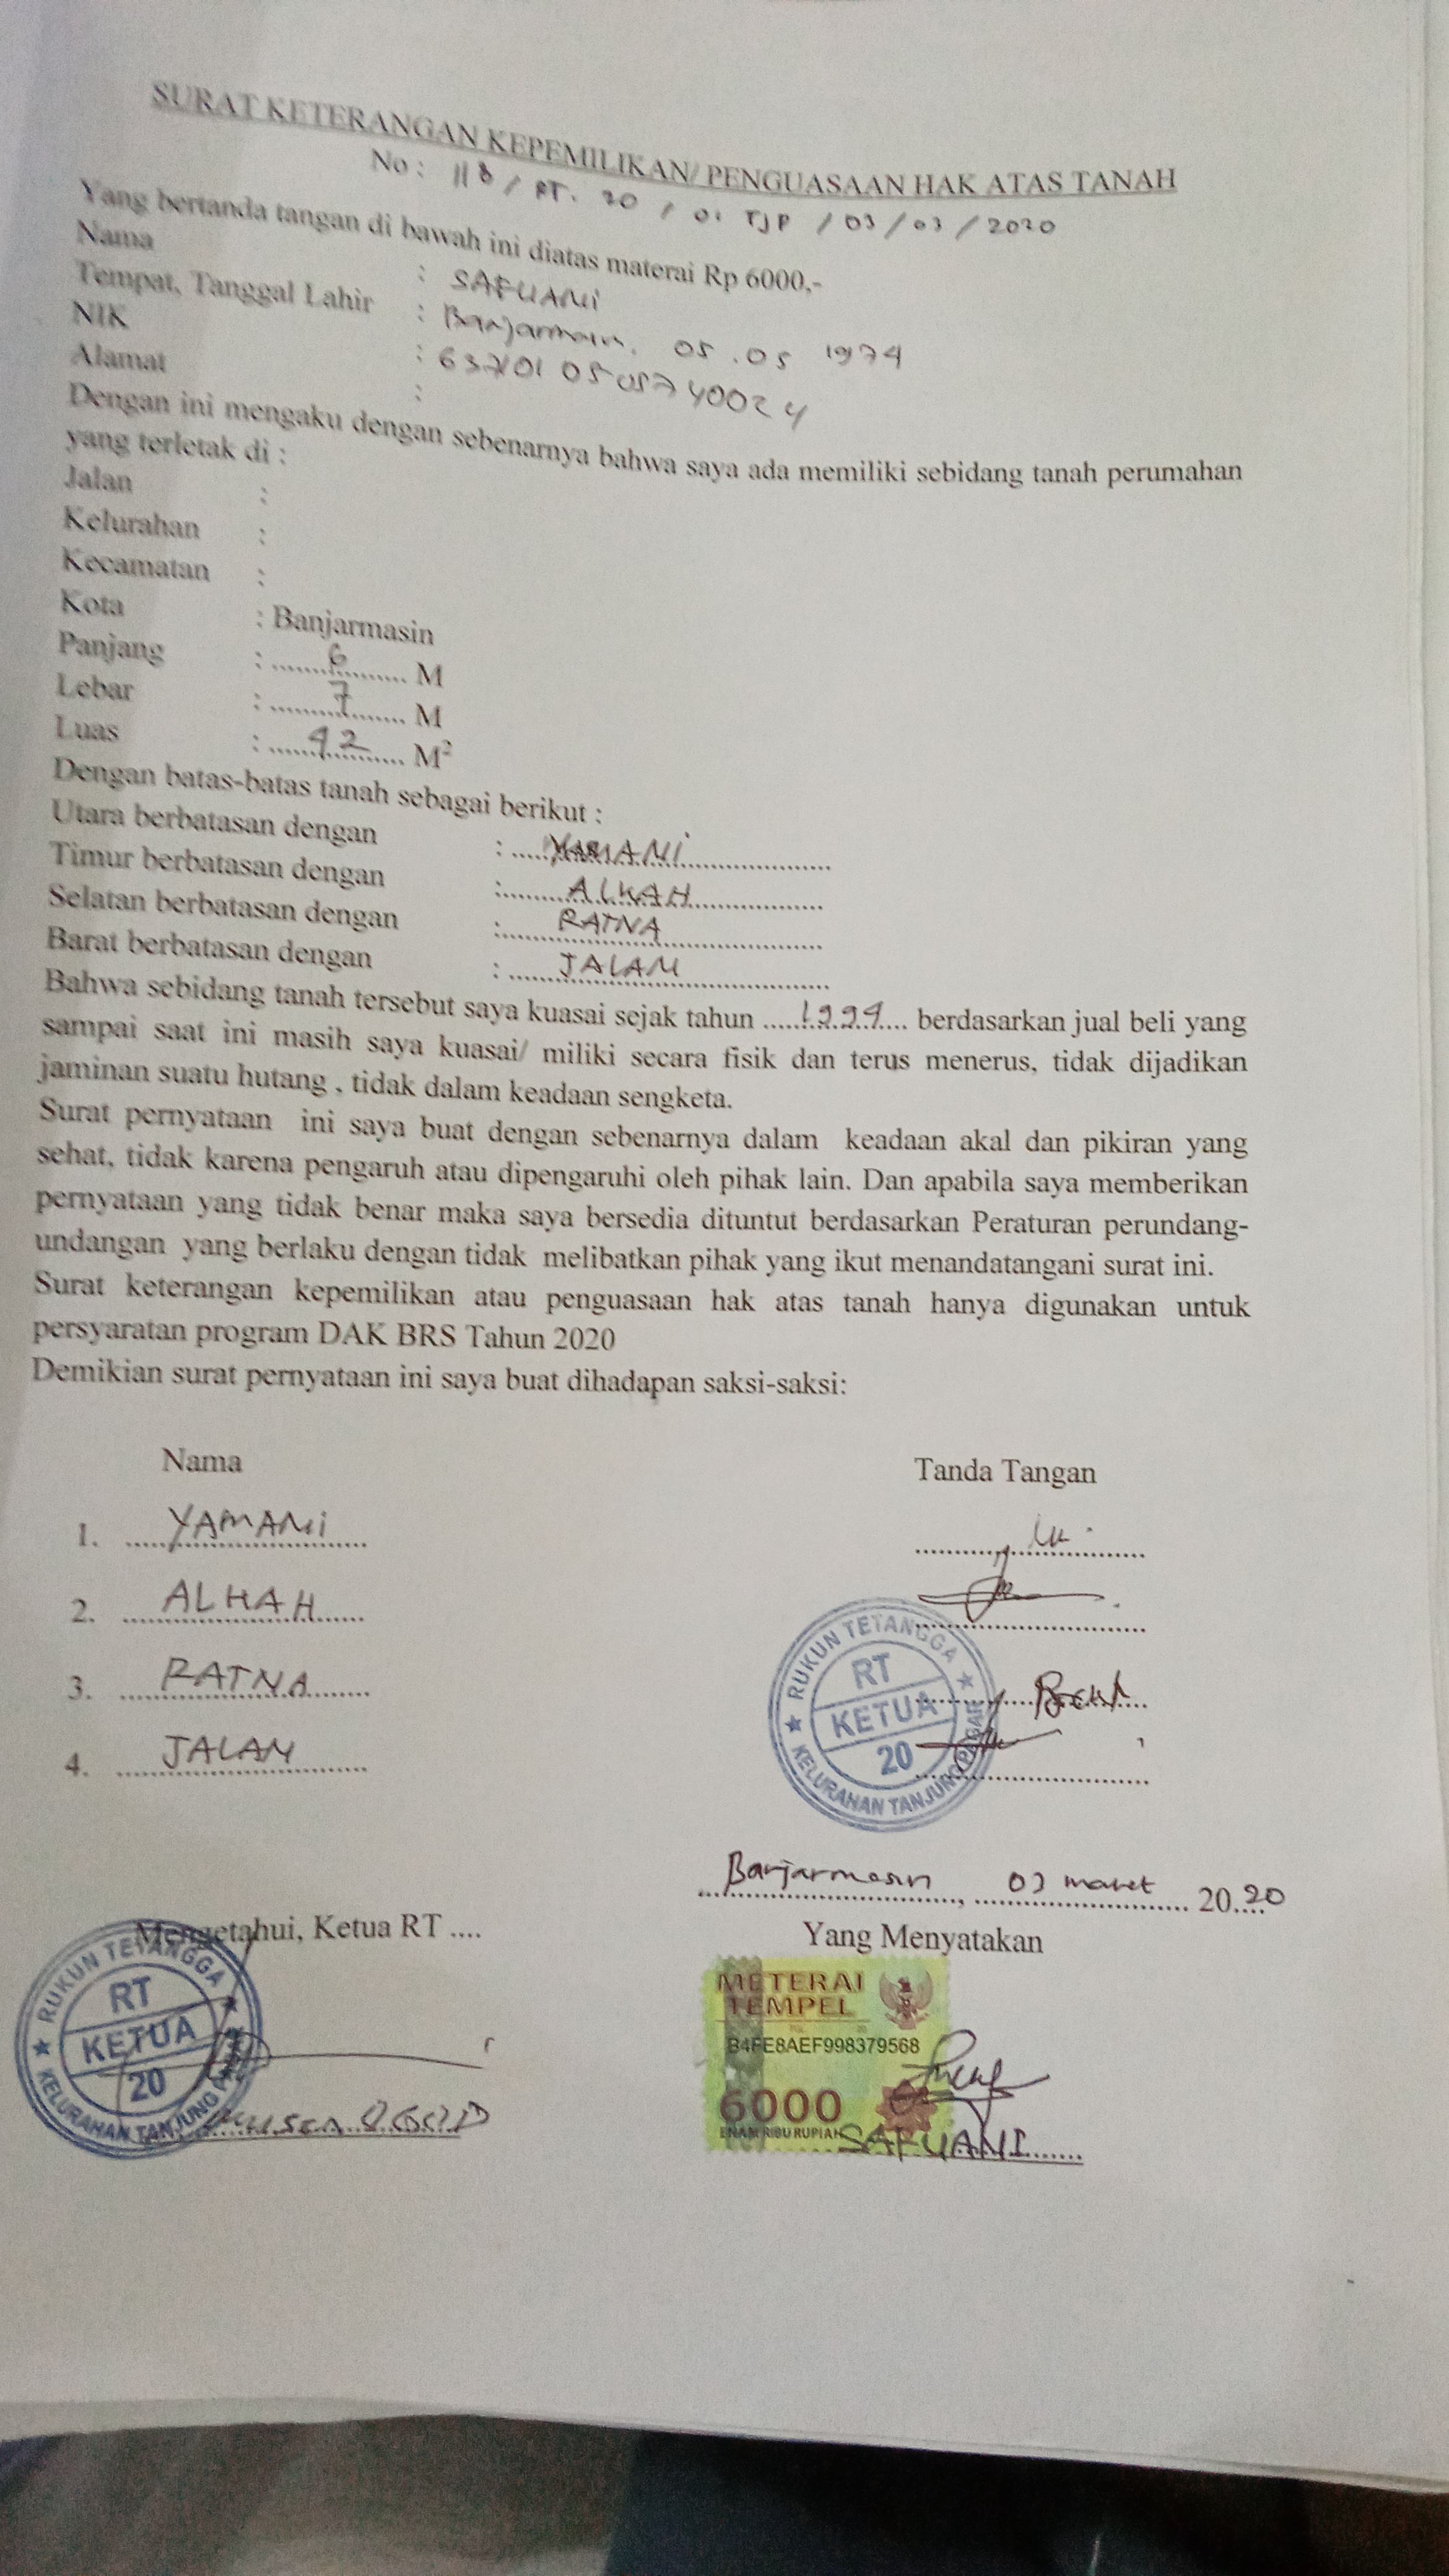 SURAT KETERANGAN KEPEMILIKAN/ PENGUASAAN HAK ATAS TANAH
No : 118 / RT. 20 / 01 TJP / 03 / 03 / 2020
Yang bertanda tangan di bawah ini diatas materai Rp 6000,-
Nama : SAFUANI
Tempat, Tanggal Lahir : Banjarmasin. 05 . 05 1974
NIK : 6371010505740024
Alamat :
Dengan ini mengaku dengan sebenarnya bahwa saya ada memiliki sebidang tanah perumahan
yang terletak di :
Jalan :
Kelurahan :
Kecamatan :
Kota : Banjarmasin
Panjang : ........6........ M
Lebar : ........7........ M
Luas : .......42....... M²
Dengan batas-batas tanah sebagai berikut :
Utara berbatasan dengan : ..... YAMANI ..........
Timur berbatasan dengan : ..... ALKAH ..........
Selatan berbatasan dengan : ..... RATNA ..........
Barat berbatasan dengan : ..... JALAN ..........
Bahwa sebidang tanah tersebut saya kuasai sejak tahun .....1994.... berdasarkan jual beli yang
sampai saat ini masih saya kuasai/ miliki secara fisik dan terus menerus, tidak dijadikan
jaminan suatu hutang , tidak dalam keadaan sengketa.
Surat pernyataan ini saya buat dengan sebenarnya dalam keadaan akal dan pikiran yang
sehat, tidak karena pengaruh atau dipengaruhi oleh pihak lain. Dan apabila saya memberikan
pernyataan yang tidak benar maka saya bersedia dituntut berdasarkan Peraturan perundang-
undangan yang berlaku dengan tidak melibatkan pihak yang ikut menandatangani surat ini.
Surat keterangan kepemilikan atau penguasaan hak atas tanah hanya digunakan untuk
persyaratan program DAK BRS Tahun 2020
Demikian surat pernyataan ini saya buat dihadapan saksi-saksi:
Nama Tanda Tangan
1. YAMANI
2. ALHAH
3. RATNA
4. JALAN
RUKUN TETANGGA
RT
KETUA
20
KELURAHAN TANJUNG PAGAR
Banjarmasin, 03 maret 2020
Mengetahui, Ketua RT .... Yang Menyatakan
RUKUN TETANGGA
RT
KETUA
20
KELURAHAN TANJUNG PAGAR
METERAI
TEMPEL
B4FE8AEF998379568
6000
ENAM RIBU RUPIAH
SAFUANI